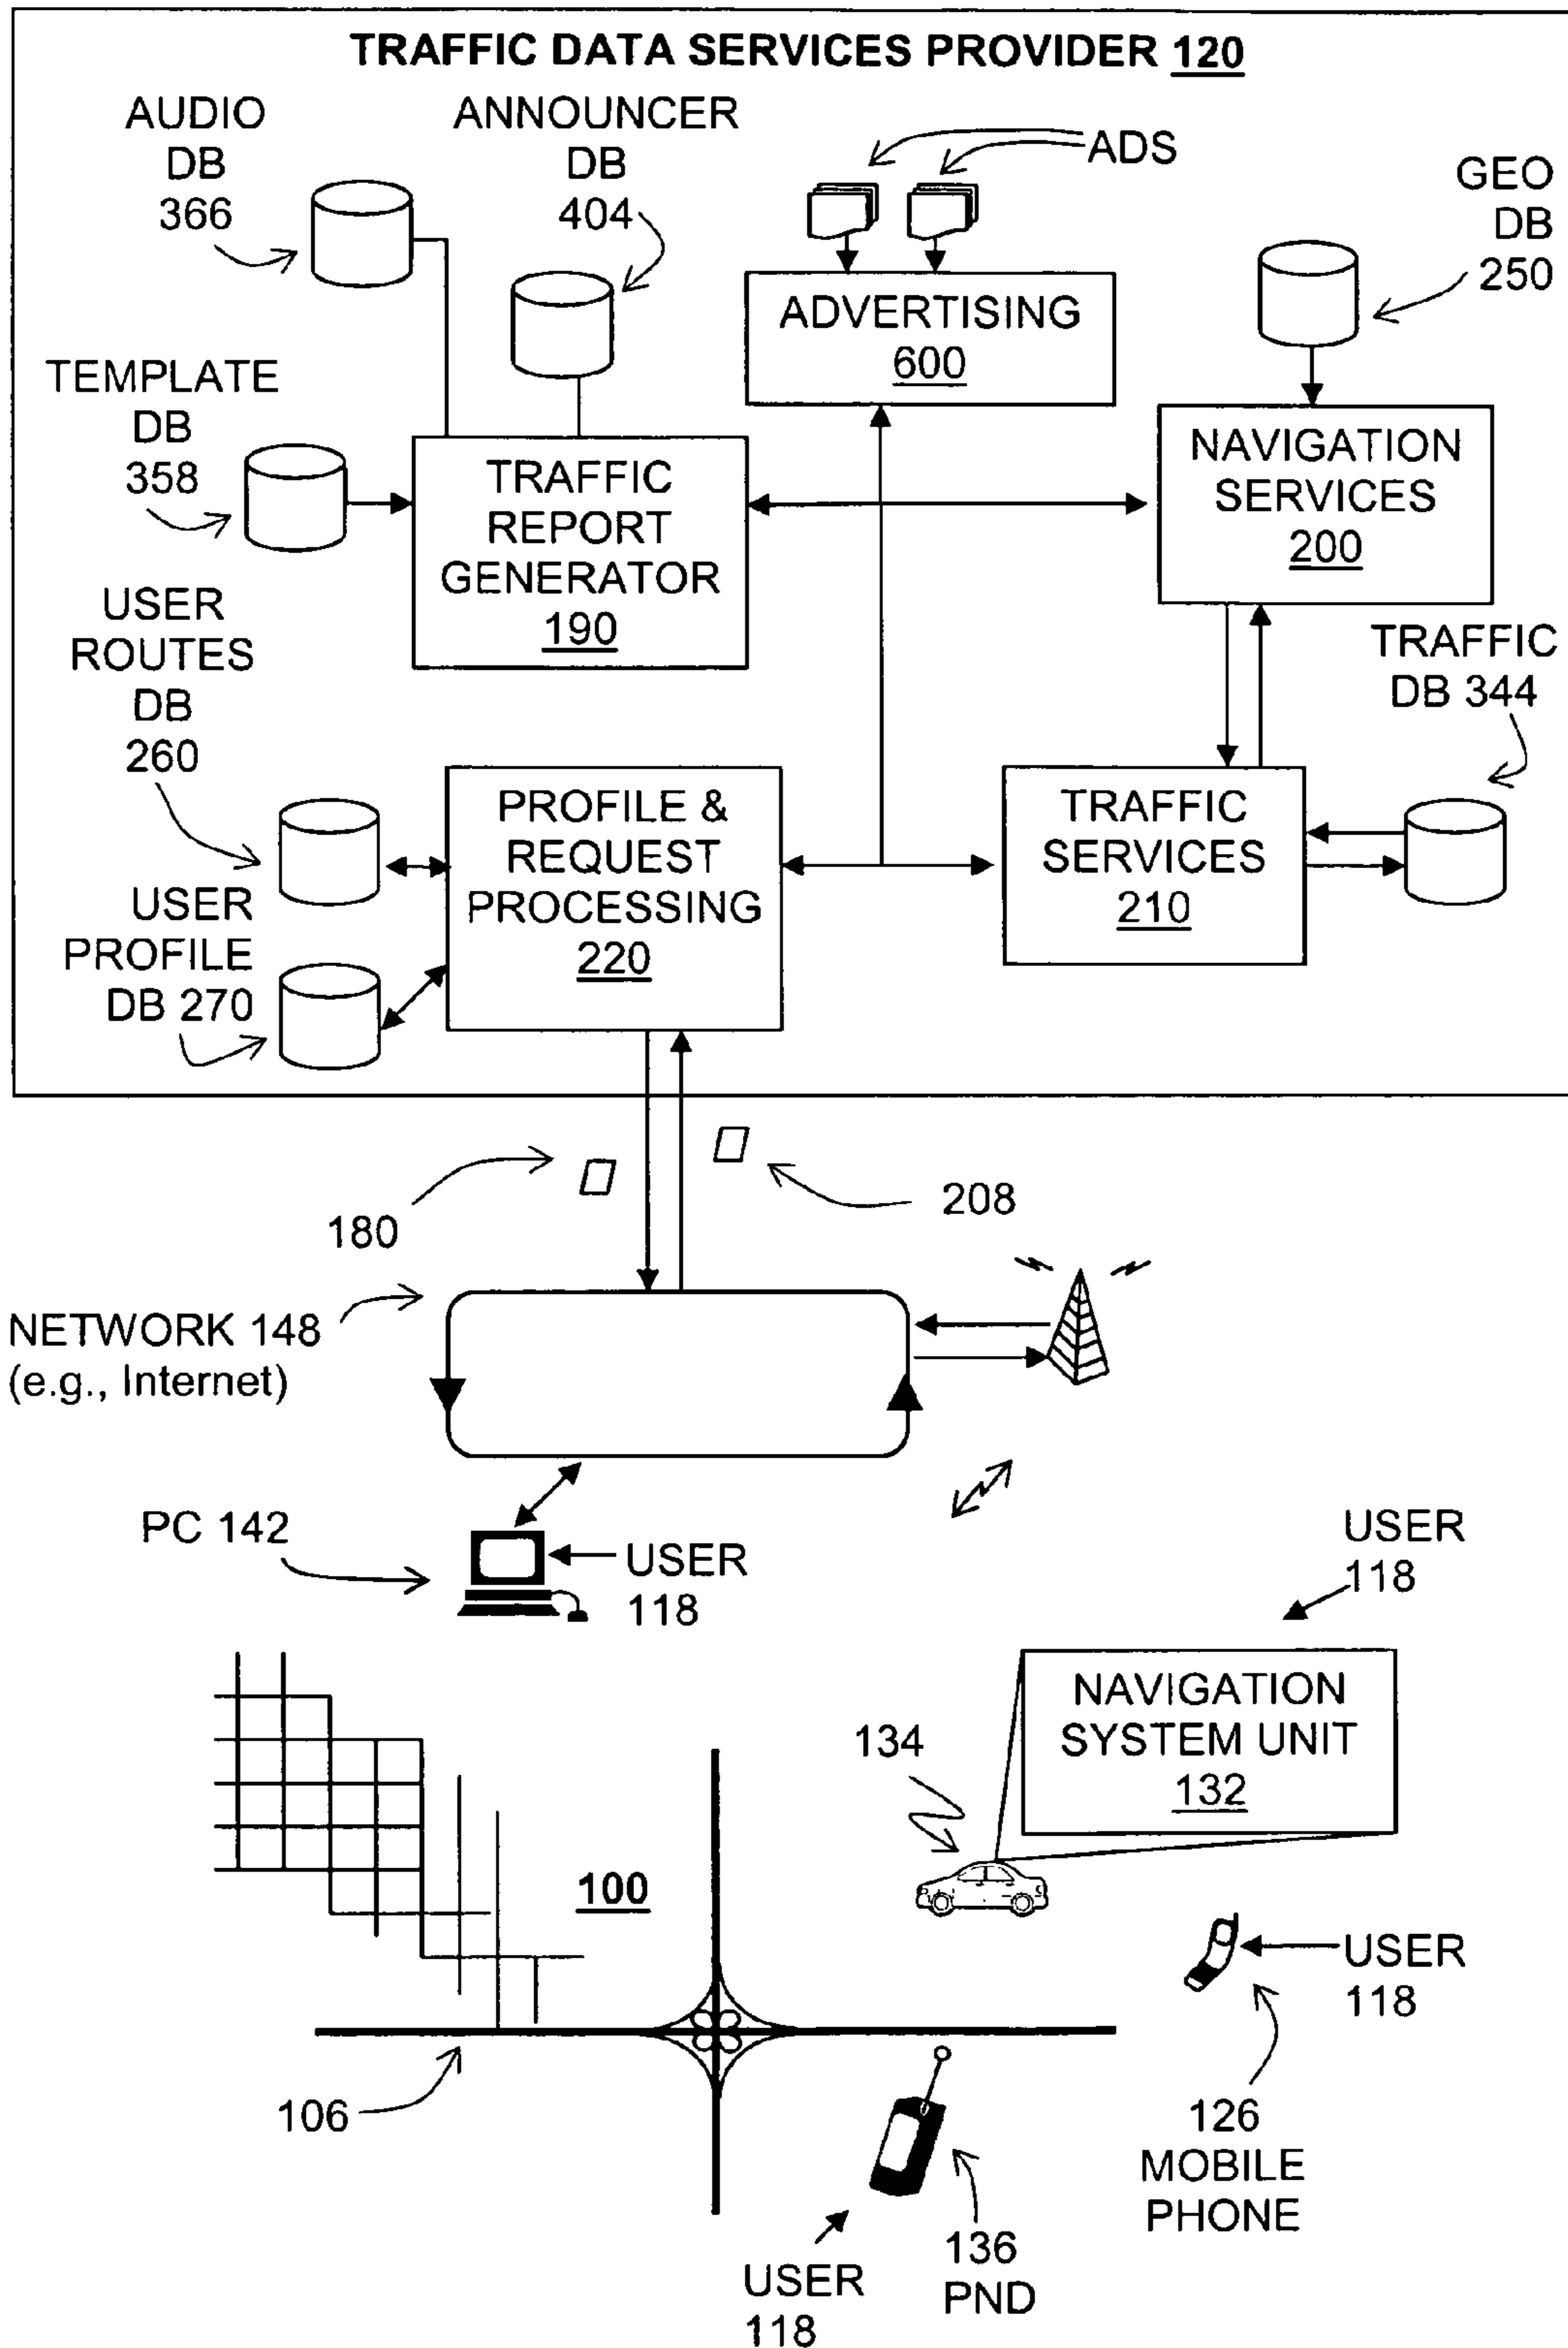 TRAFFIC DATA SERVICES PROVIDER 120
AUDIO
DB
366
ANNOUNCER
DB
404
ADS
GEO
DB
250
ADVERTISING
600
TEMPLATE
DB
358
TRAFFIC
REPORT
GENERATOR
190
NAVIGATION
SERVICES
200
USER
ROUTES
DB
260
TRAFFIC
DB 344
PROFILE &
REQUEST
PROCESSING
220
TRAFFIC
SERVICES
210
USER
PROFILE
DB 270
180
208
NETWORK 148
(e.g., Internet)
PC 142
USER
118
USER
118
NAVIGATION
SYSTEM UNIT
132
134
100
USER
118
106
126
MOBILE
PHONE
136
PND
USER
118